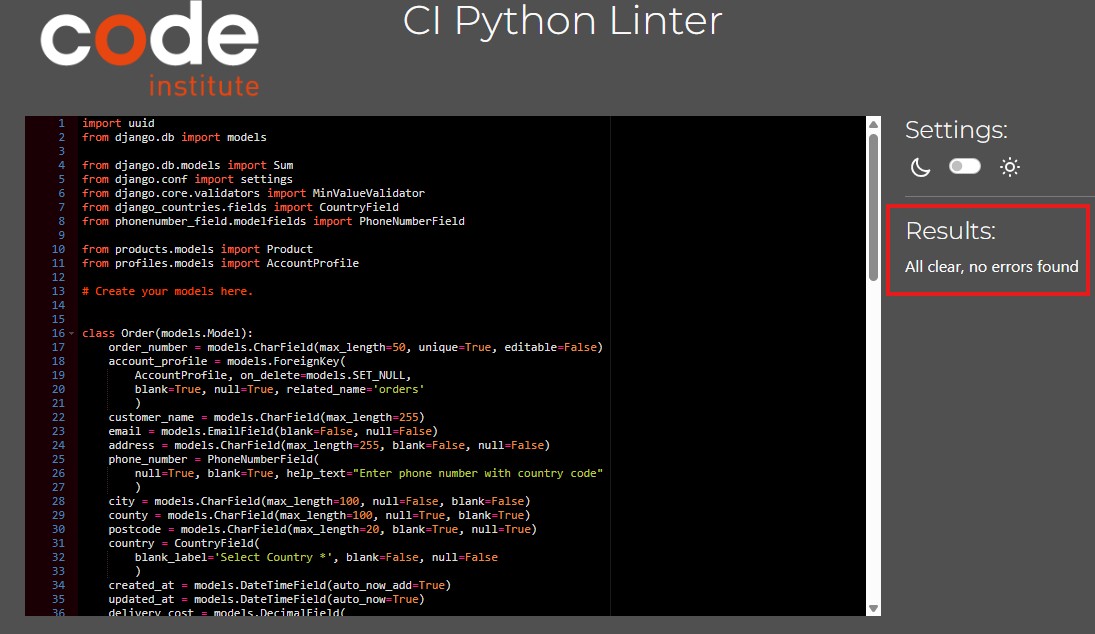 code
institute
CI Python Linter
1 import uuid
2 from django.db import models
3
4 from django.db.models import Sum
5 from django.conf import settings
6 from django.core.validators import MinValueValidator
7 from django_countries.fields import CountryField
8 from phonenumber_field.modelfields import PhoneNumberField
9
10 from products.models import Product
11 from profiles.models import AccountProfile
12
13 # Create your models here.
14
15
16 class Order(models.Model):
17     order_number = models.CharField(max_length=50, unique=True, editable=False)
18     account_profile = models.ForeignKey(
19         AccountProfile, on_delete=models.SET_NULL,
20         blank=True, null=True, related_name='orders'
21         )
22     customer_name = models.CharField(max_length=255)
23     email = models.EmailField(blank=False, null=False)
24     address = models.CharField(max_length=255, blank=False, null=False)
25     phone_number = PhoneNumberField(
26         null=True, blank=True, help_text="Enter phone number with country code"
27         )
28     city = models.CharField(max_length=100, null=False, blank=False)
29     county = models.CharField(max_length=100, null=True, blank=True)
30     postcode = models.CharField(max_length=20, blank=True, null=True)
31     country = CountryField(
32         blank_label='Select Country *', blank=False, null=False
33         )
34     created_at = models.DateTimeField(auto_now_add=True)
35     updated_at = models.DateTimeField(auto_now=True)
36     delivery_cost = models.DecimalField(
Settings:
Results:
All clear, no errors found